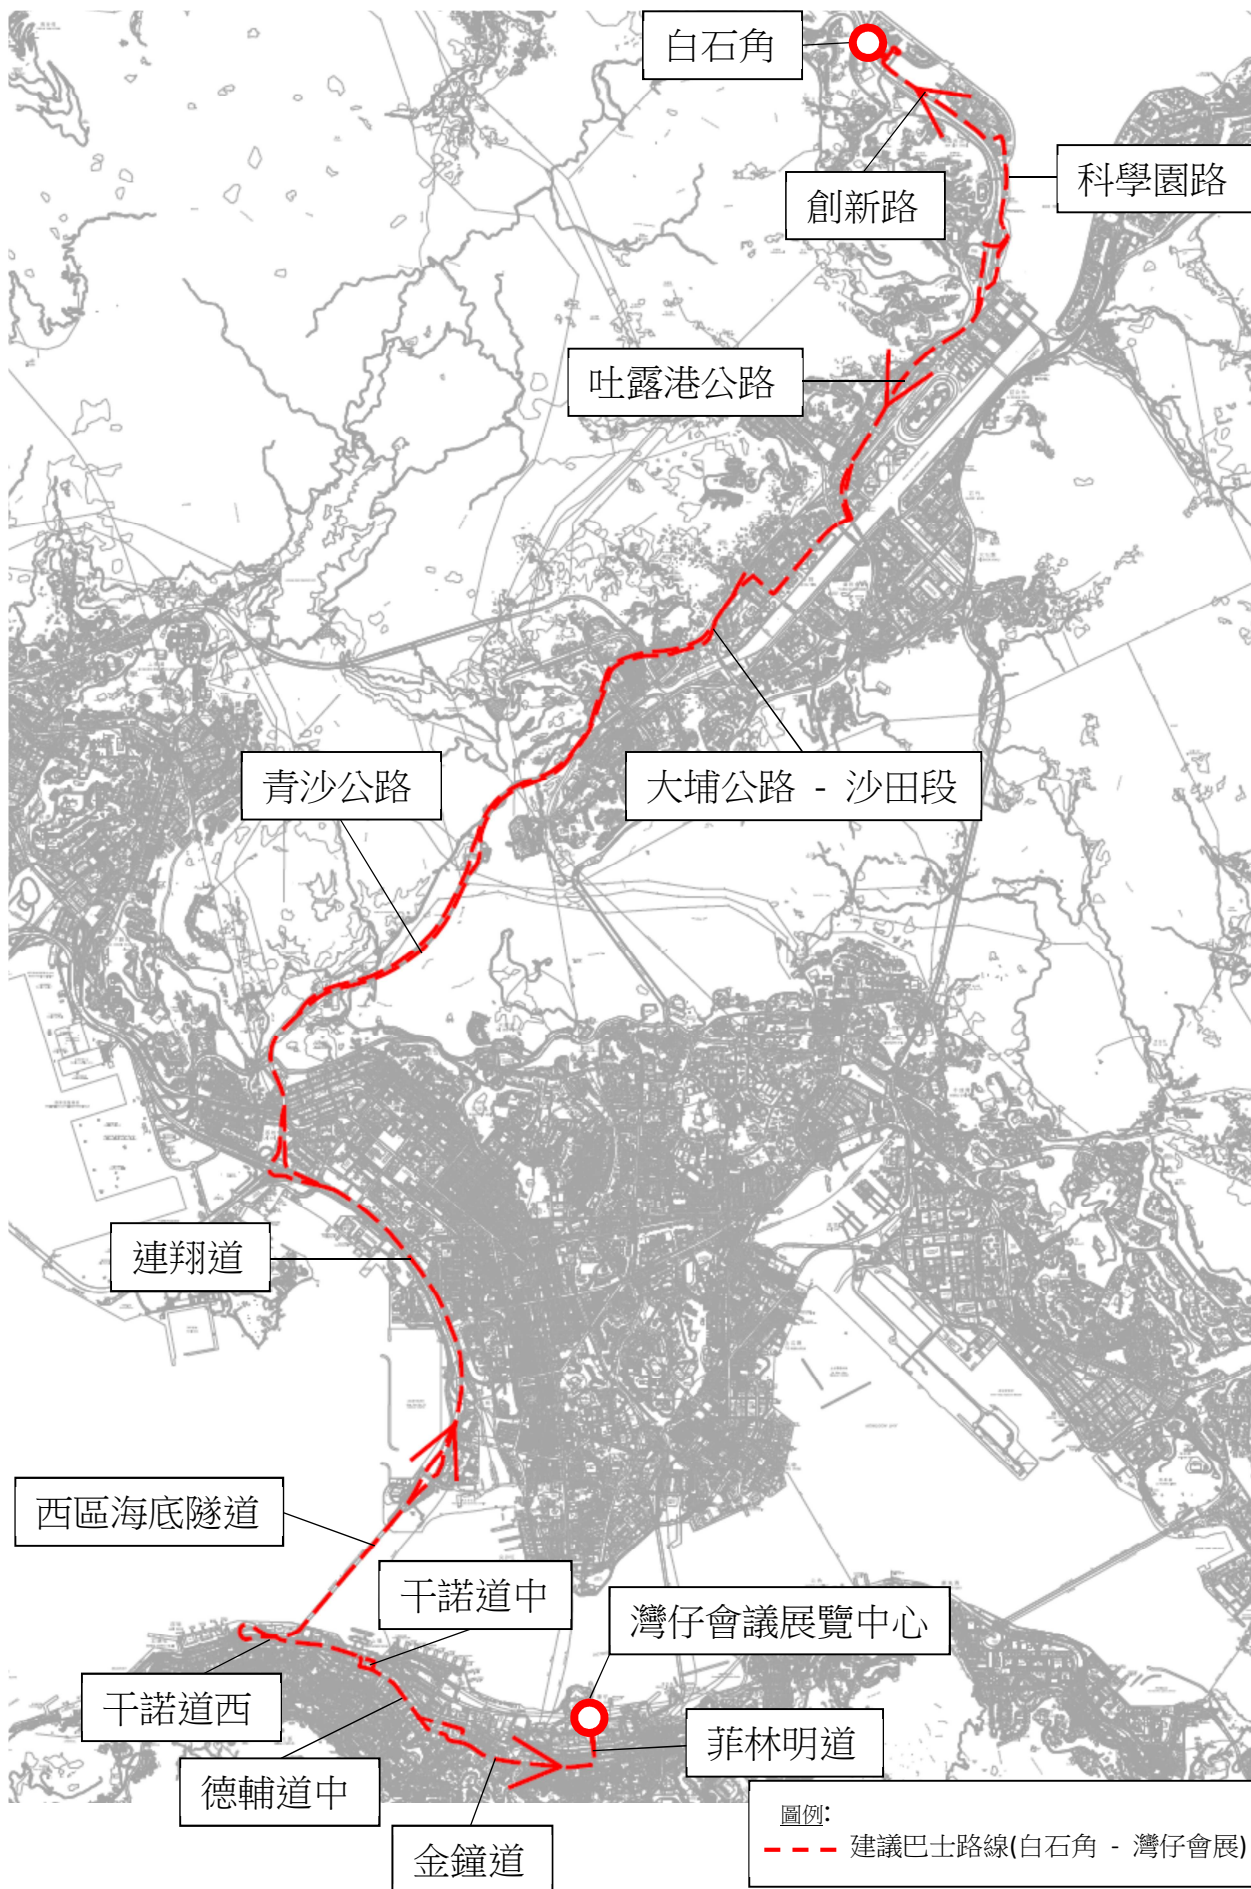 白石角
科學園路
創新路
吐露港公路
青沙公路
大埔公路 - 沙田段
連翔道
西區海底隧道
干諾道中
灣仔會議展覽中心
干諾道西
菲林明道
德輔道中
金鐘道
圖例:
建議巴士路線(白石角 - 灣仔會展)